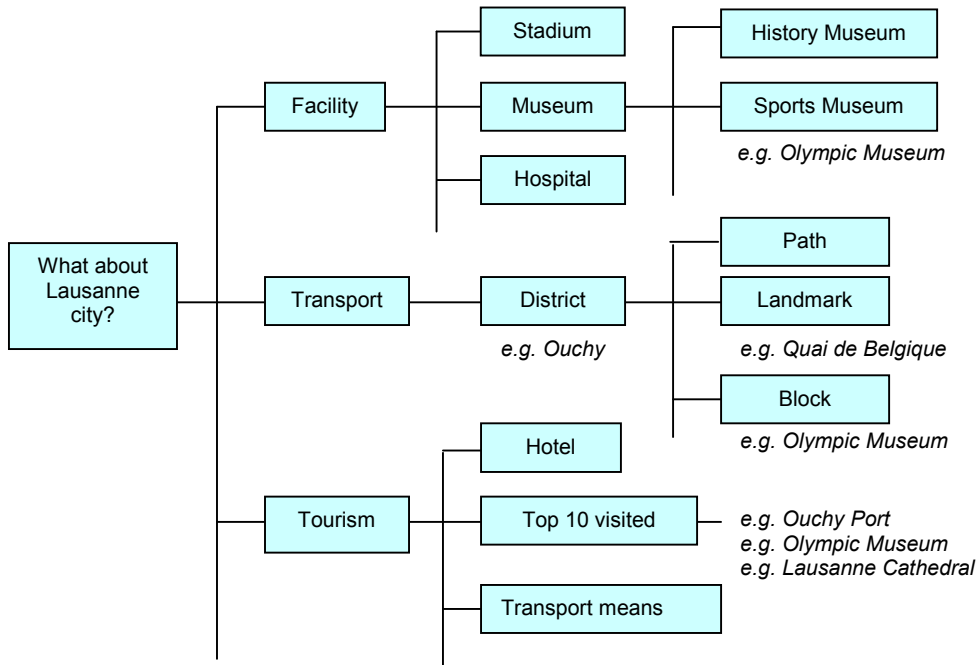 What about
Lausanne
city?
Facility
Stadium
Museum
Hospital
History Museum
Sports Museum
e.g. Olympic Museum
Transport
District
e.g. Ouchy
Path
Landmark
e.g. Quai de Belgique
Block
e.g. Olympic Museum
Tourism
Hotel
Top 10 visited
e.g. Ouchy Port
e.g. Olympic Museum
e.g. Lausanne Cathedral
Transport means